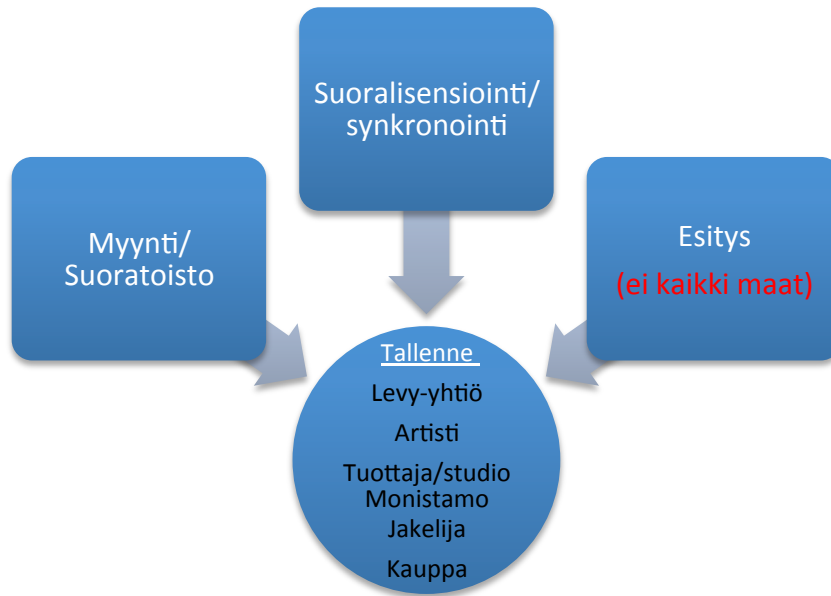 Suoralisensiointi/
synkronointi
Myynti/
Suoratoisto
Esitys
(ei kaikki maat)
Tallenne
Levy-yhtiö
Artisti
Tuottaja/studio
Monistamo
Jakelija
Kauppa